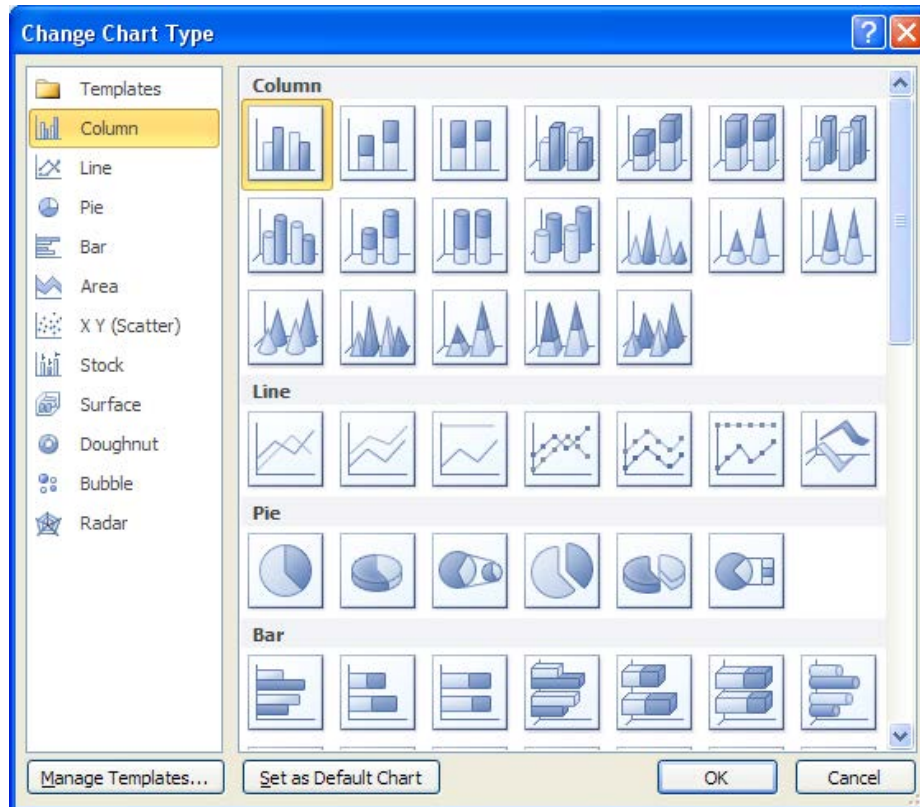 Change Chart Type
Templates
Column
Line
Pie
Bar
Area
X Y (Scatter)
Stock
Surface
Doughnut
Bubble
Radar
Column
Line
Pie
Bar
Manage Templates...
Set as Default Chart
OK
Cancel